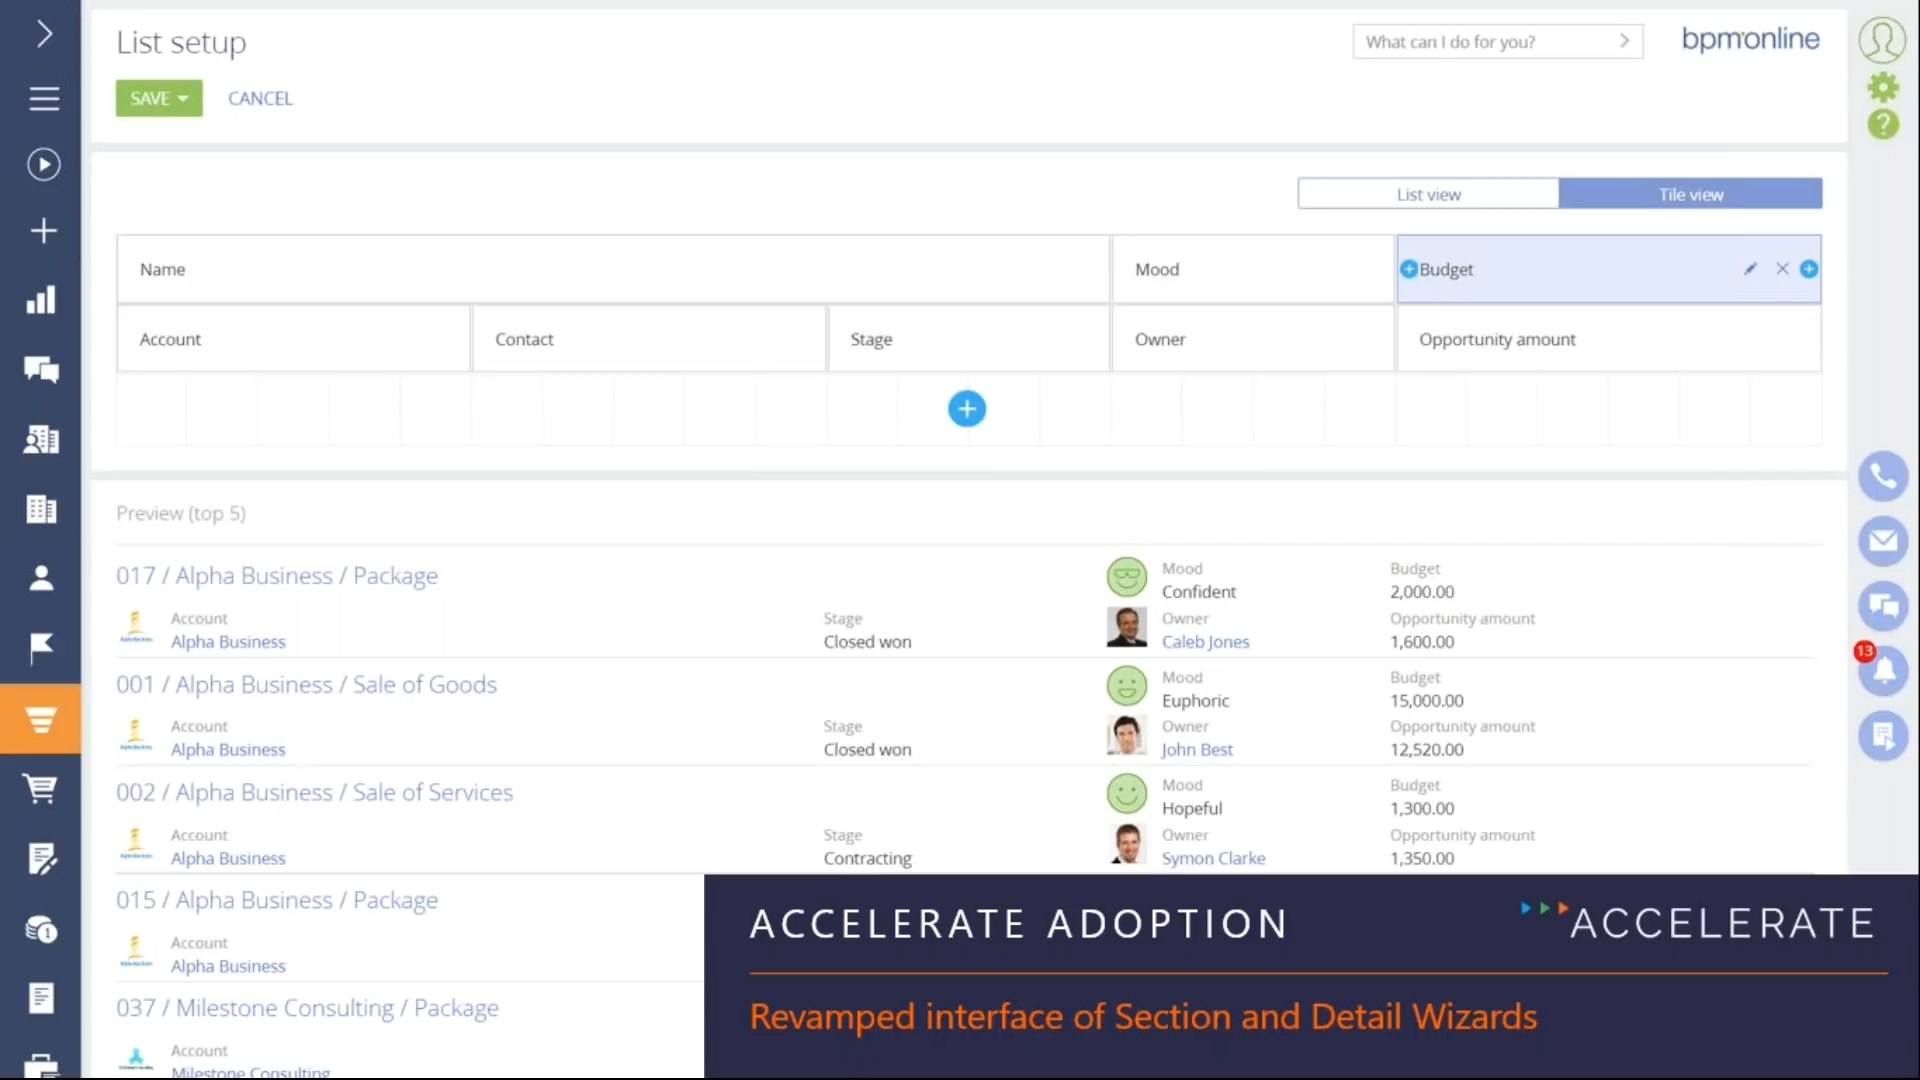 List setup
What can I do for you?
bpm'online
SAVE
CANCEL
List view
Tile view
Name
Mood
Budget
Account
Contact
Stage
Owner
Opportunity amount
Preview (top 5)
017 / Alpha Business / Package
Mood
Confident
Budget
2,000.00
Account
Alpha Business
Stage
Closed won
Owner
Caleb Jones
Opportunity amount
1,600.00
001 / Alpha Business / Sale of Goods
Mood
Euphoric
Budget
15,000.00
Account
Alpha Business
Stage
Closed won
Owner
John Best
Opportunity amount
12,520.00
002 / Alpha Business / Sale of Services
Mood
Hopeful
Budget
1,300.00
Account
Alpha Business
Stage
Contracting
Owner
Symon Clarke
Opportunity amount
1,350.00
015 / Alpha Business / Package
Account
Alpha Business
037 / Milestone Consulting / Package
Account
Milestone Consulting
13
1
?
ACCELERATE ADOPTION
ACCELERATE
Revamped interface of Section and Detail Wizards